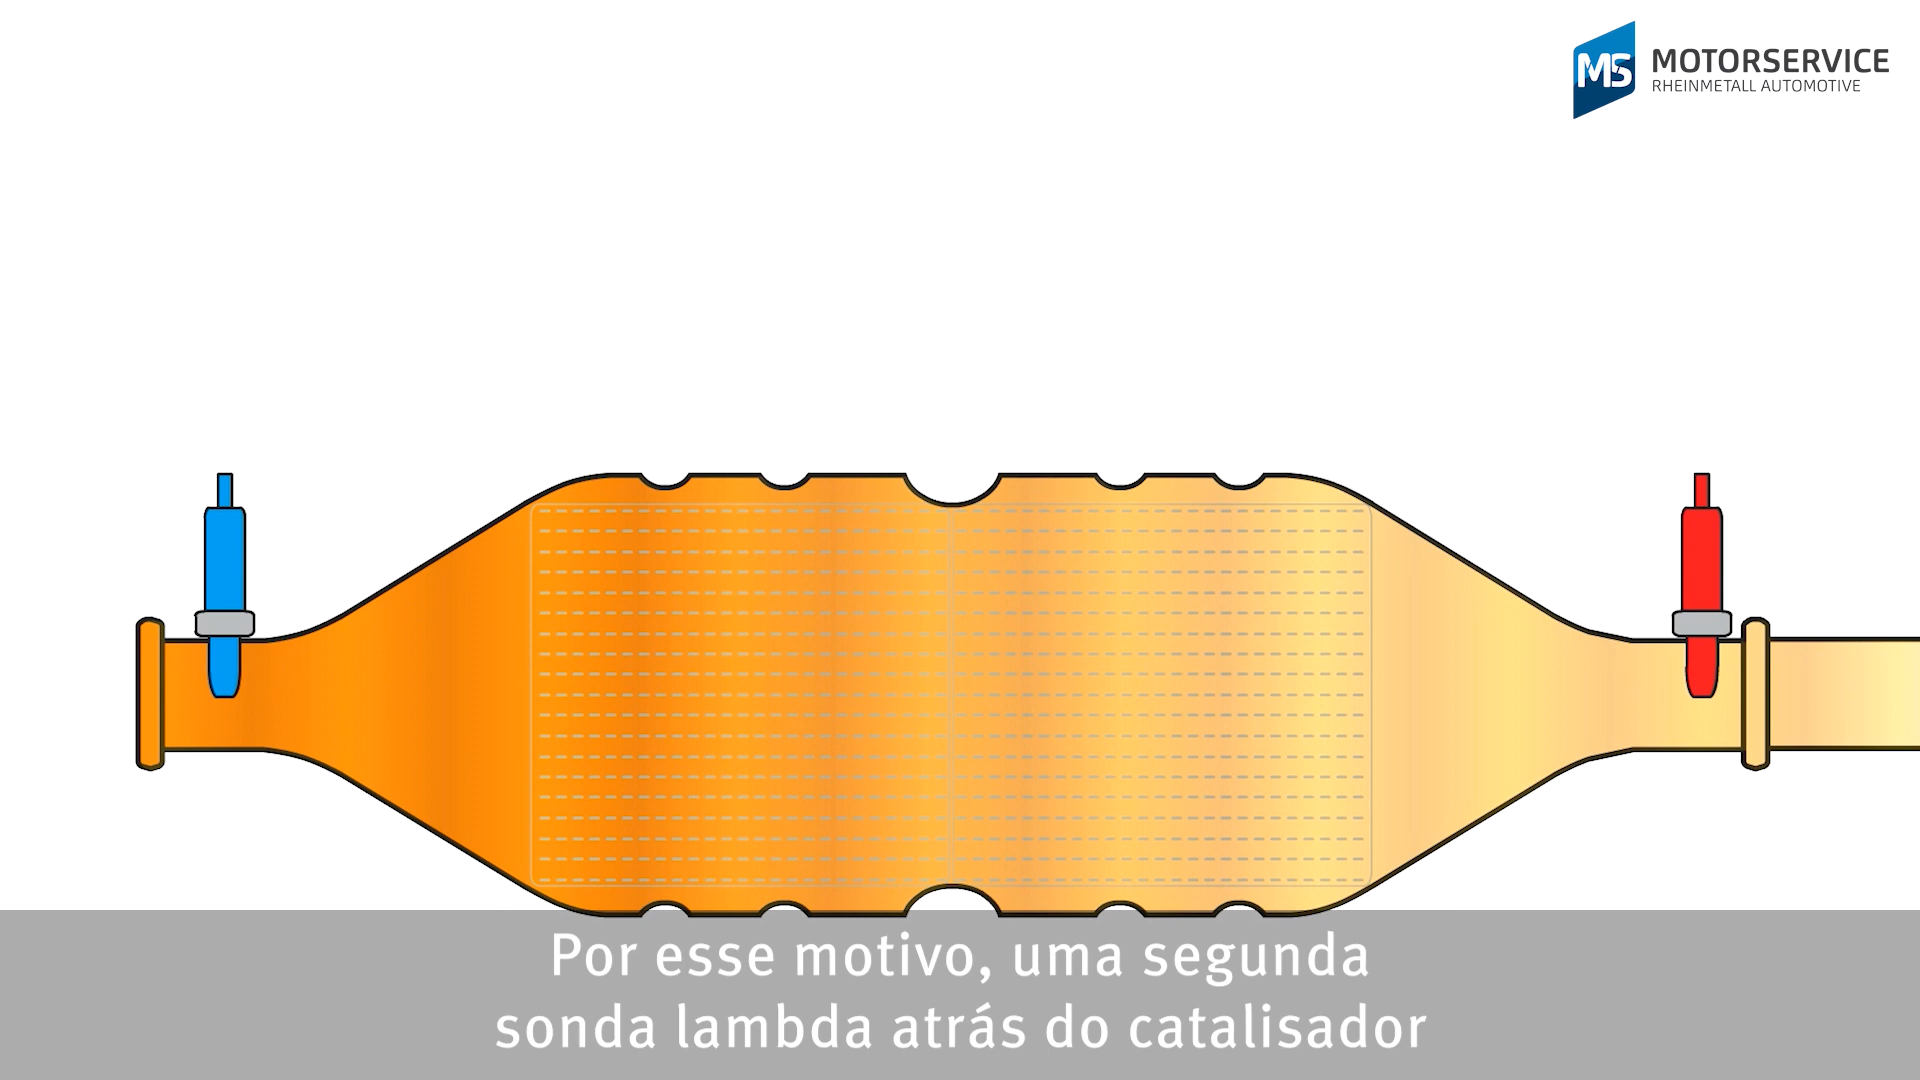 MS MOTORSERVICE
RHEINMETALL AUTOMOTIVE
Por esse motivo, uma segunda
sonda lambda atrás do catalisador